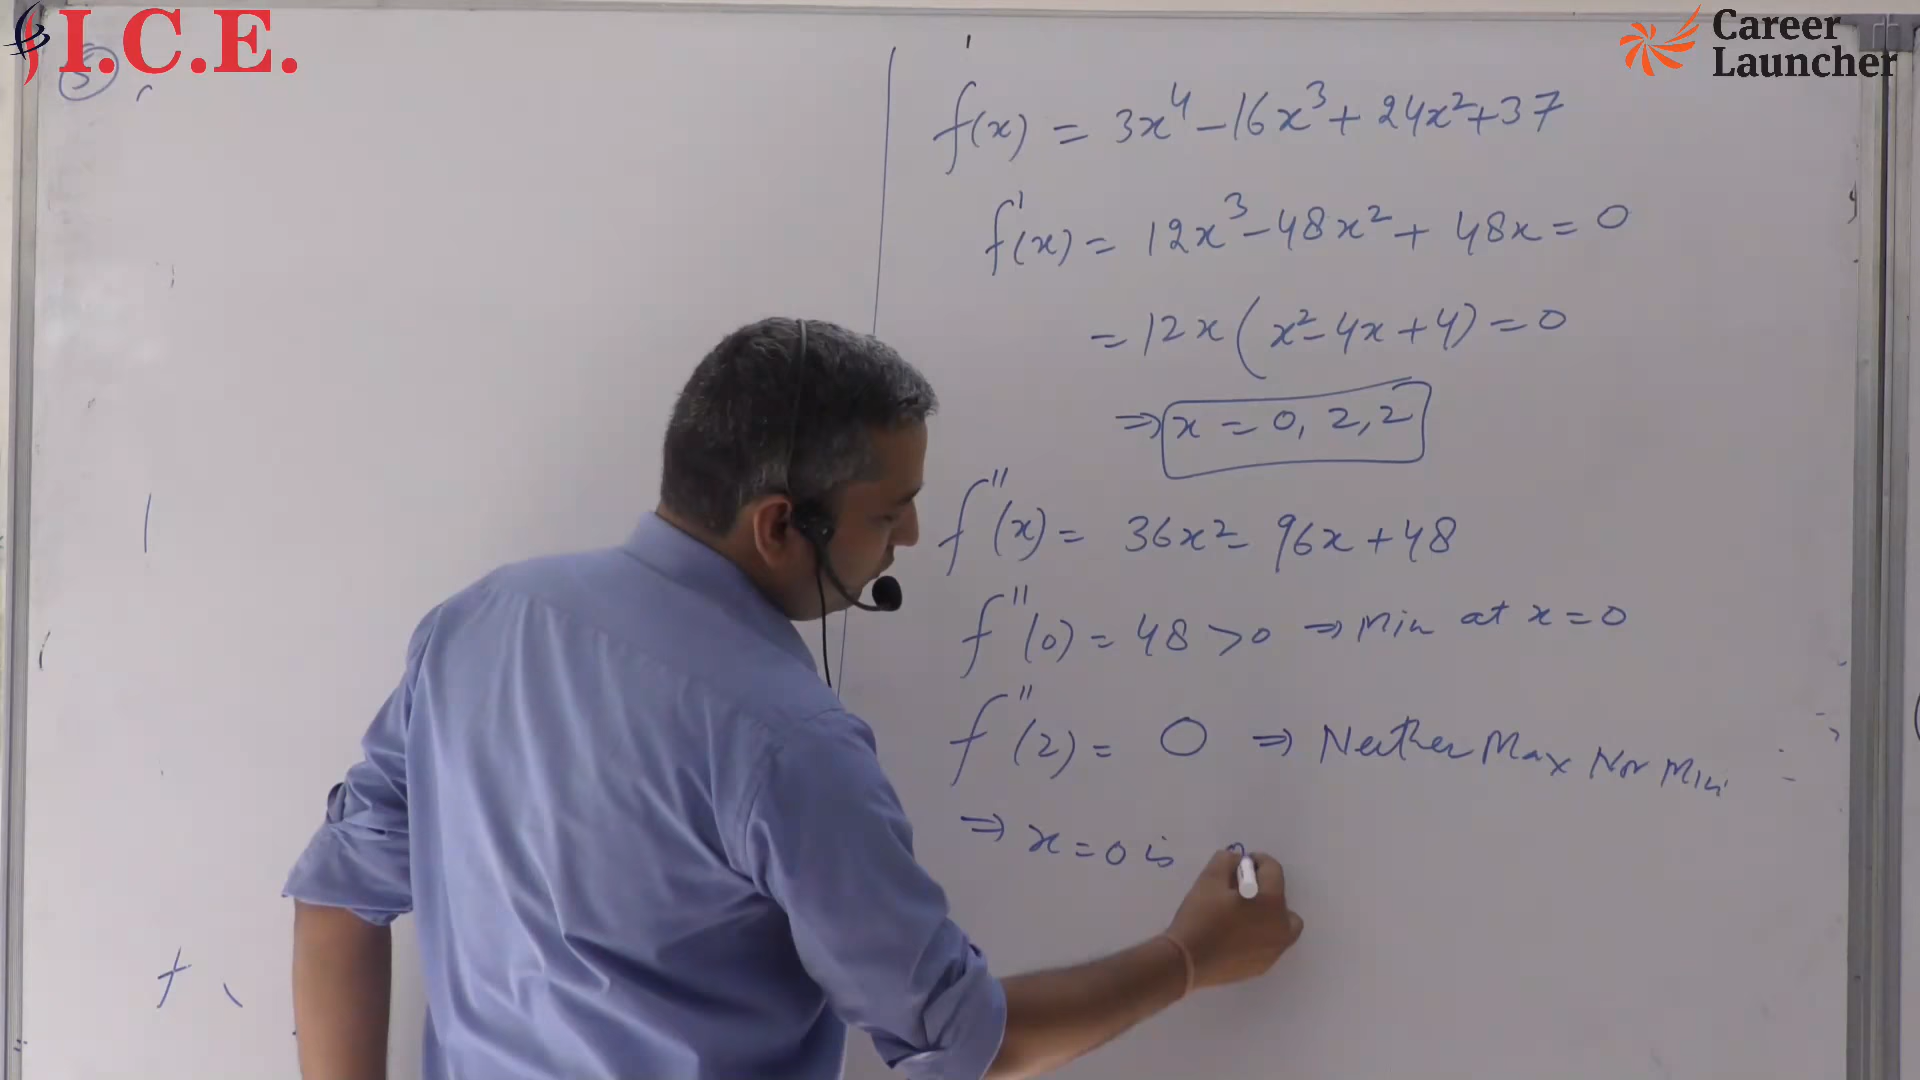 I.C.E.
Career
Launcher
5
f(x) = 3x⁴ - 16x³ + 24x² + 37
f'(x) = 12x³ - 48x² + 48x = 0
= 12x (x² - 4x + 4) = 0
⇒ x = 0, 2, 2
f''(x) = 36x² - 96x + 48
f''(0) = 48 > 0 ⇒ Min at x = 0
f''(2) = 0 ⇒ Neither Max Nor Min
⇒ x = 0 is